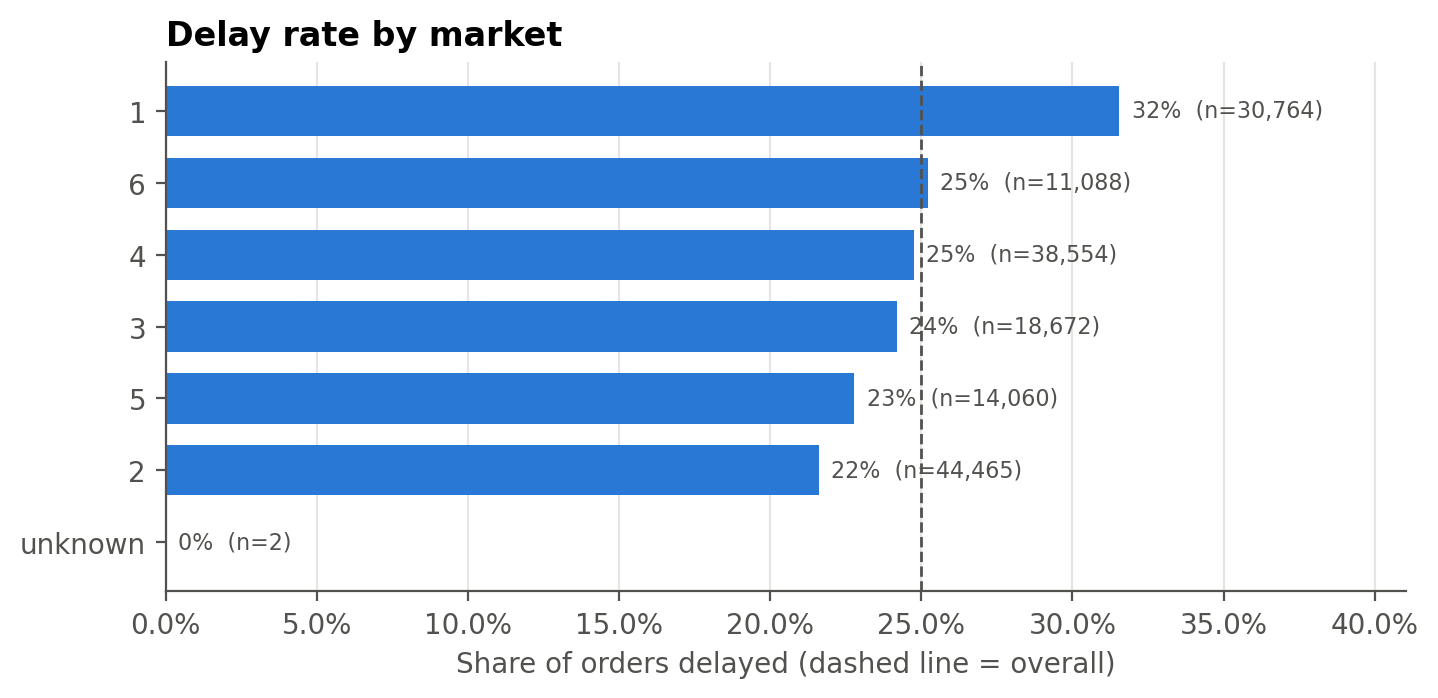 Delay rate by market
1 32% (n=30,764)
6 25% (n=11,088)
4 25% (n=38,554)
3 24% (n=18,672)
5 23% (n=14,060)
2 22% (n=44,465)
unknown 0% (n=2)
0.0% 5.0% 10.0% 15.0% 20.0% 25.0% 30.0% 35.0% 40.0%
Share of orders delayed (dashed line = overall)